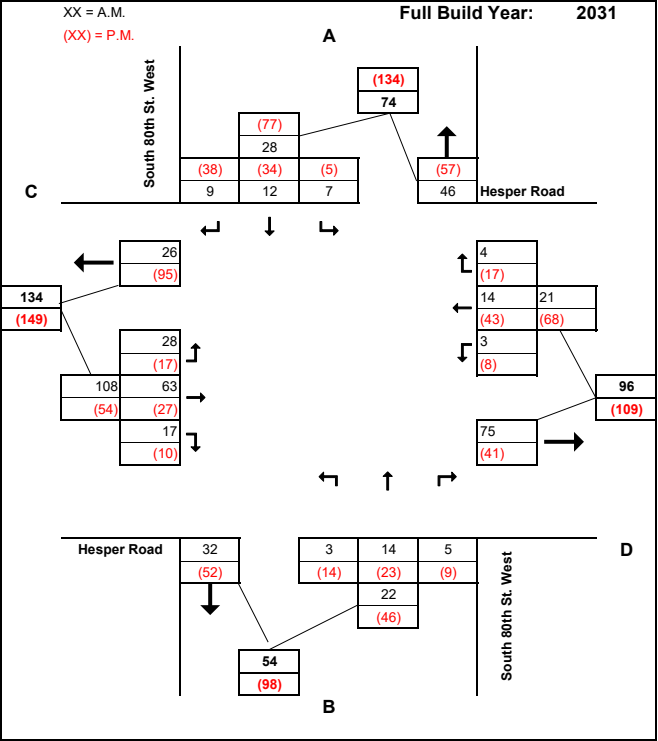 XX = A.M.
Full Build Year: 2031
(XX) = P.M.
A
South 80th St. West
(134)
74
(77)
28
(38) (34) (5) (57)
9 12 7 46 Hesper Road
C
26
(95)
4
(17)
134
(149)
14 21
(43) (68)
28
(17)
3
(8)
108 63
(54) (27)
96
(109)
17
(10)
75
(41)
Hesper Road
32 3 14 5
(52) (14) (23) (9)
D
South 80th St. West
22
(46)
54
(98)
B